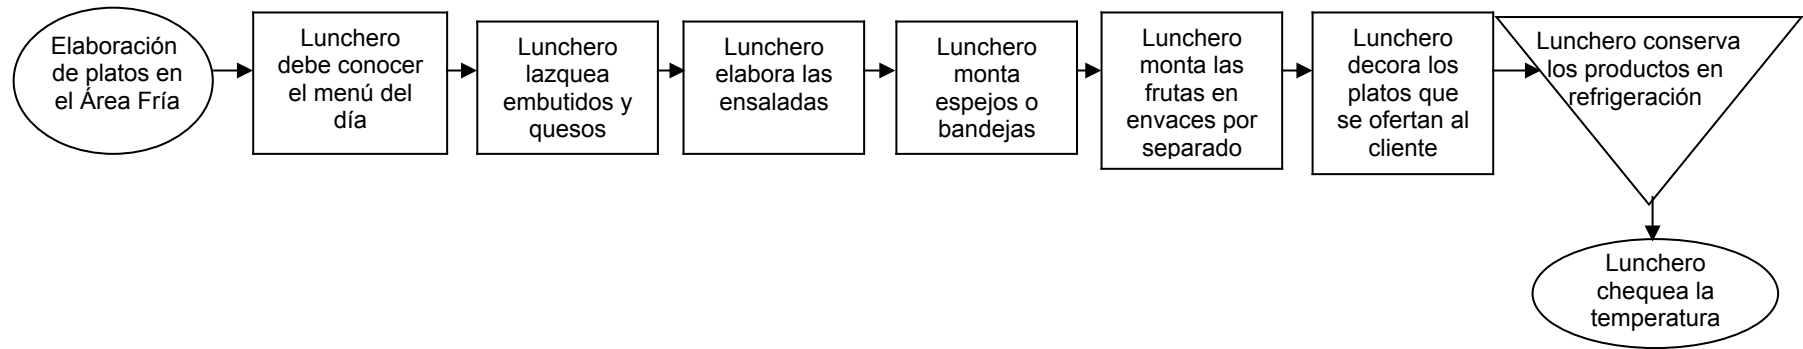 Elaboración
de platos en
el Área Fría
Lunchero
debe conocer
el menú del
día
Lunchero
lazquea
embutidos y
quesos
Lunchero
elabora las
ensaladas
Lunchero
monta
espejos o
bandejas
Lunchero
monta las
frutas en
envaces por
separado
Lunchero
decora los
platos que
se ofertan al
cliente
Lunchero conserva
los productos en
refrigeración
Lunchero
chequea la
temperatura